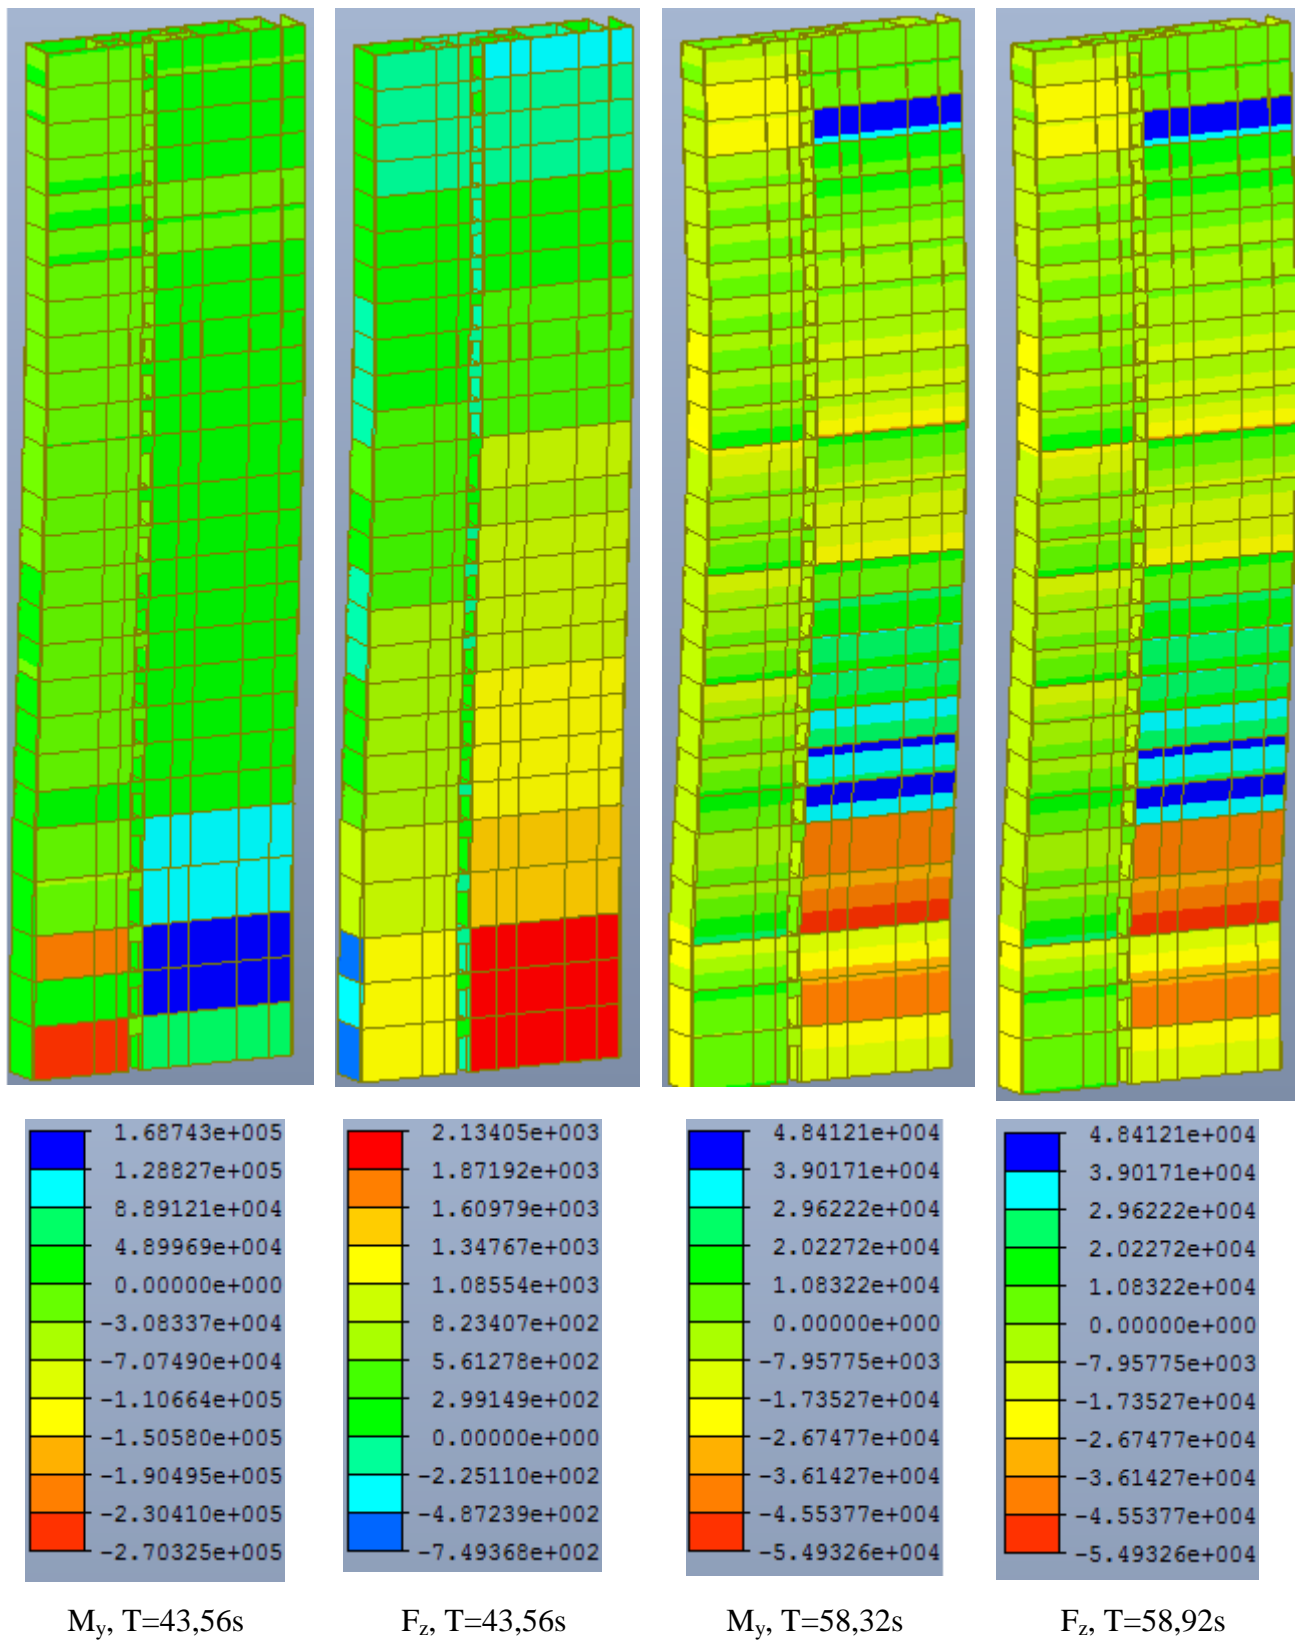 1.68743e+005
1.28827e+005
8.89121e+004
4.89969e+004
0.00000e+000
-3.08337e+004
-7.07490e+004
-1.10664e+005
-1.50580e+005
-1.90495e+005
-2.30410e+005
-2.70325e+005
2.13405e+003
1.87192e+003
1.60979e+003
1.34767e+003
1.08554e+003
8.23407e+002
5.61278e+002
2.99149e+002
0.00000e+000
-2.25110e+002
-4.87239e+002
-7.49368e+002
4.84121e+004
3.90171e+004
2.96222e+004
2.02272e+004
1.08322e+004
0.00000e+000
-7.95775e+003
-1.73527e+004
-2.67477e+004
-3.61427e+004
-4.55377e+004
-5.49326e+004
4.84121e+004
3.90171e+004
2.96222e+004
2.02272e+004
1.08322e+004
0.00000e+000
-7.95775e+003
-1.73527e+004
-2.67477e+004
-3.61427e+004
-4.55377e+004
-5.49326e+004
My, T=43,56s
Fz, T=43,56s
My, T=58,32s
Fz, T=58,92s